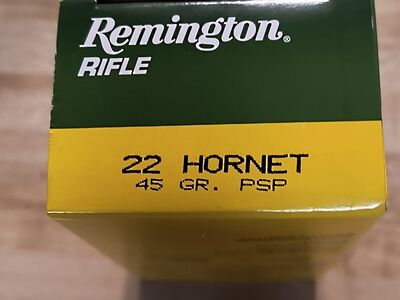 Remington®
RIFLE
22 HORNET
45 GR. PSP